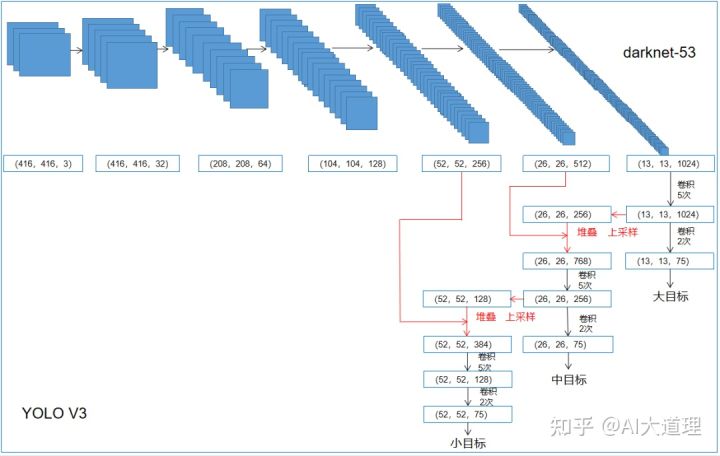 darknet-53
(416, 416, 3)
(416, 416, 32)
(208, 208, 64)
(104, 104, 128)
(52, 52, 256)
(26, 26, 512)
(13, 13, 1024)
卷积
5次
(26, 26, 256)
(13, 13, 1024)
堆叠 上采样
卷积
2次
(26, 26, 768)
(13, 13, 75)
卷积
5次
大目标
(52, 52, 128)
(26, 26, 256)
堆叠 上采样
卷积
2次
(52, 52, 384)
(26, 26, 75)
卷积
5次
(52, 52, 128)
中目标
卷积
2次
(52, 52, 75)
YOLO V3
小目标
知乎 @AI大道理